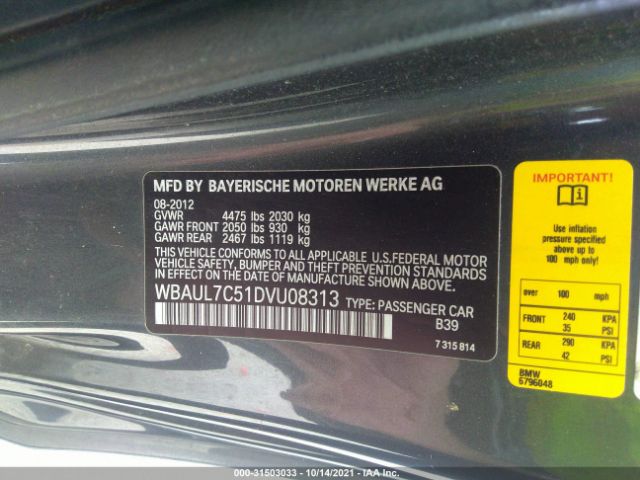 MFD BY BAYERISCHE MOTOREN WERKE AG
08-2012
GVWR 4475 lbs 2030 kg
GAWR FRONT 2050 lbs 930 kg
GAWR REAR 2467 lbs 1119 kg
THIS VEHICLE CONFORMS TO ALL APPLICABLE U.S.FEDERAL MOTOR
VEHICLE SAFETY, BUMPER, AND THEFT PREVENTION STANDARDS
IN EFFECT ON THE DATE OF MANUFACTURE SHOWN ABOVE.
WBAUL7C51DVU08313 TYPE: PASSENGER CAR
B39
7 315 814
IMPORTANT!
Use inflation
pressure specified
above up to
100 mph only!
over 100 mph
FRONT 240 KPA
35 PSI
REAR 290 KPA
42 PSI
BMW
6796048
000-31503033 - 10/14/2021 - IAA Inc.